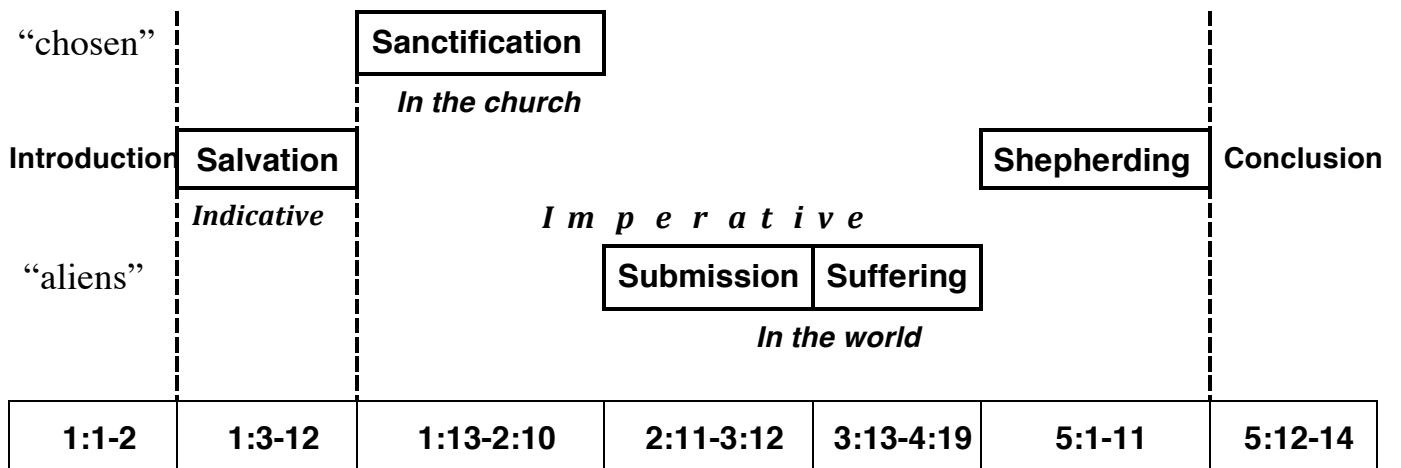 “chosen”
Sanctification
In the church
Introduction Salvation Shepherding Conclusion
Indicative Imperative
“aliens” Submission Suffering
In the world
1:1-2 1:3-12 1:13-2:10 2:11-3:12 3:13-4:19 5:1-11 5:12-14